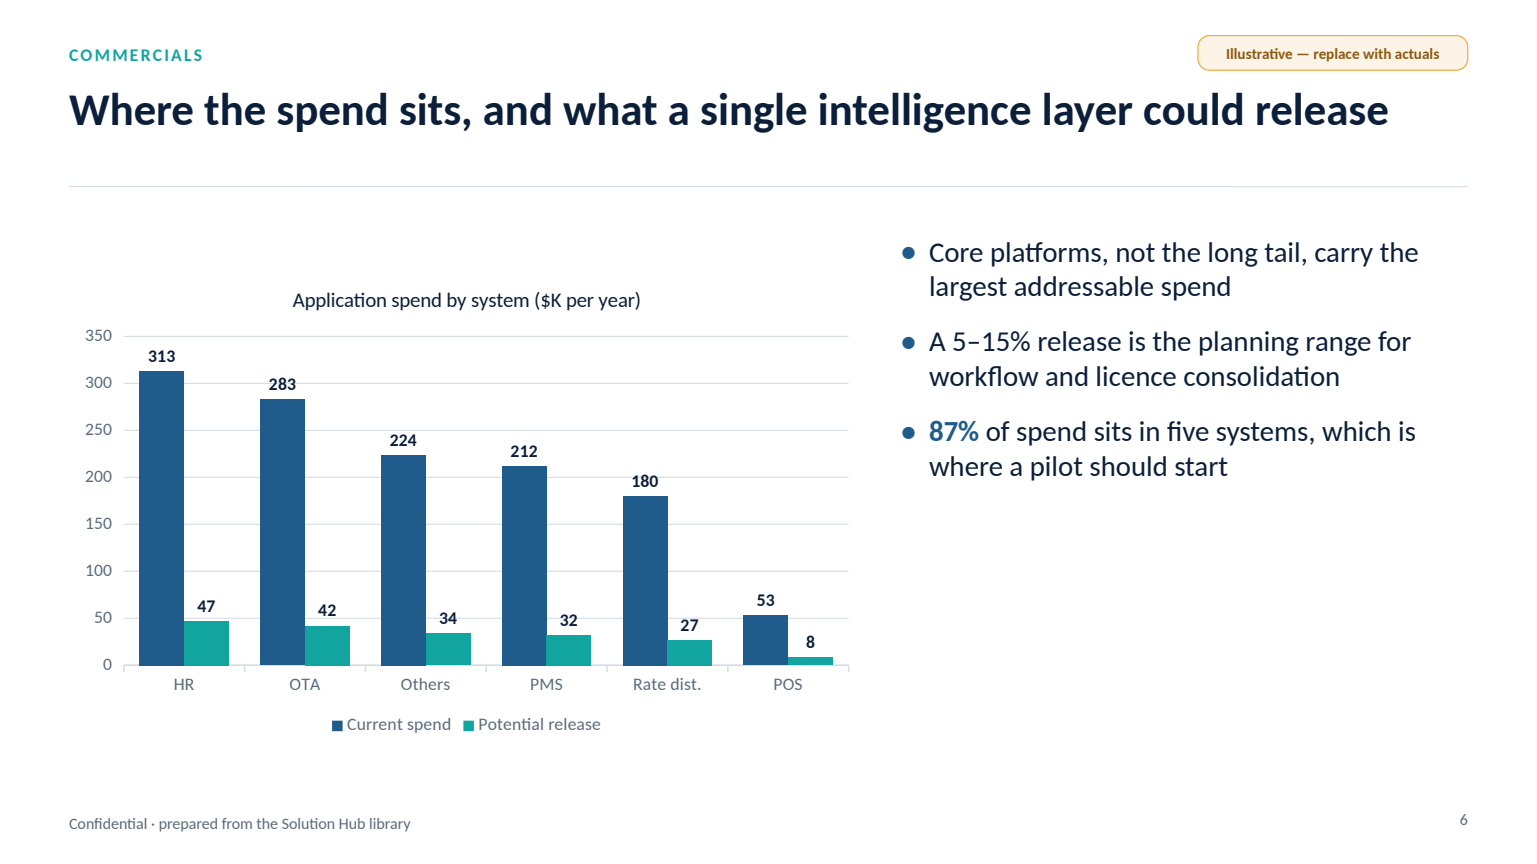 COMMERCIALS
Illustrative — replace with actuals
Where the spend sits, and what a single intelligence layer could release
Application spend by system ($K per year)
350
300
250
200
150
100
50
0
313
47
283
42
224
34
212
32
180
27
53
8
HR
OTA
Others
PMS
Rate dist.
POS
Current spend
Potential release
● Core platforms, not the long tail, carry the
largest addressable spend
● A 5–15% release is the planning range for
workflow and licence consolidation
● 87% of spend sits in five systems, which is
where a pilot should start
Confidential · prepared from the Solution Hub library
6